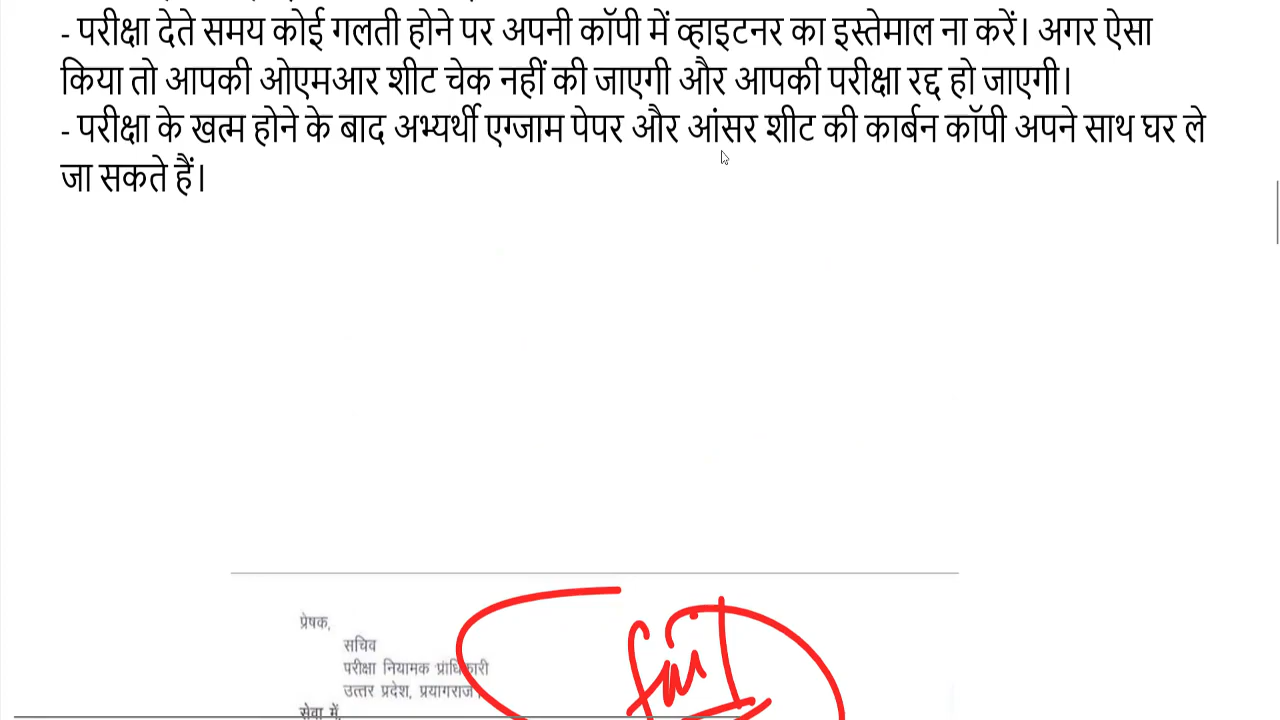 - परीक्षा देते समय कोई गलती होने पर अपनी कॉपी में व्हाइटनर का इस्तेमाल ना करें। अगर ऐसा
किया तो आपकी ओएमआर शीट चेक नहीं की जाएगी और आपकी परीक्षा रद्द हो जाएगी।
- परीक्षा के खत्म होने के बाद अभ्यर्थी एग्जाम पेपर और आंसर शीट की कार्बन कॉपी अपने साथ घर ले
जा सकते हैं।
प्रेषक,
सचिव
परीक्षा नियामक प्राधिकारी
उत्तर प्रदेश, प्रयागराज
सेवा में,